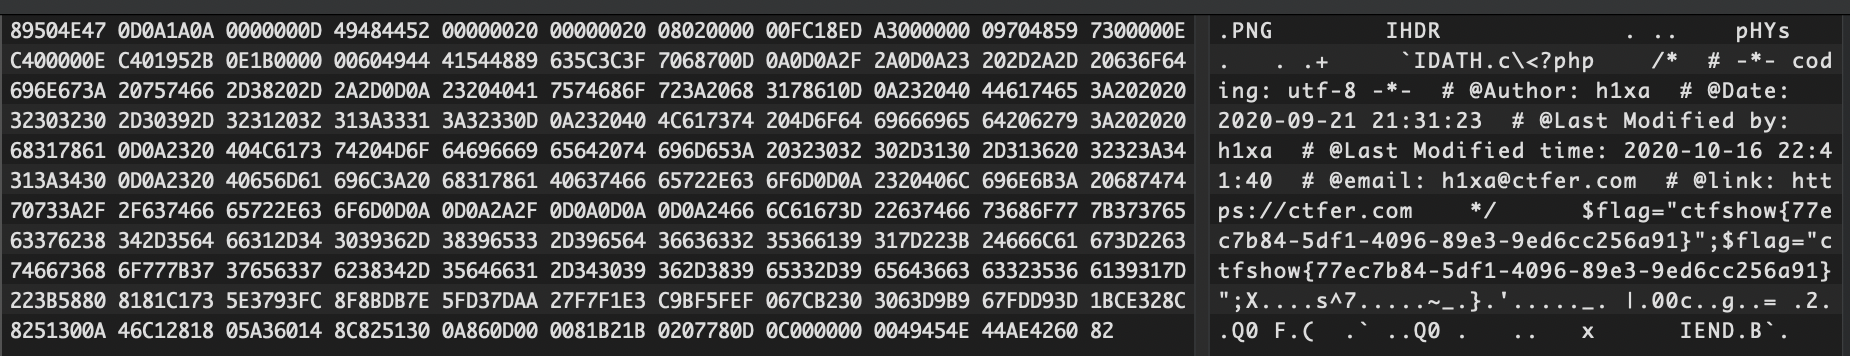 89504E47 0D0A1A0A 0000000D 49484452 00000020 00000020 08020000 00FC18ED A3000000 09704859 7300000E .PNG IHDR . .. pHYs
C400000E C401952B 0E1B0000 00604944 41544889 635C3C3F 7068700D 0A0D0A2F 2A0D0A23 202D2A2D 20636F64 . . .+ `IDATH.c\<?php /* # -*- cod
696E673A 20757466 2D38202D 2A2D0D0A 23204041 7574686F 723A2068 3178610D 0A232040 44617465 3A202020 ing: utf-8 -*- # @Author: h1xa # @Date:
32303230 2D30392D 32312032 313A3331 3A32330D 0A232040 4C617374 204D6F64 69666965 64206279 3A202020 2020-09-21 21:31:23 # @Last Modified by:
68317861 0D0A2320 404C6173 74204D6F 64696669 65642074 696D653A 20323032 302D3130 2D313620 32323A34 h1xa # @Last Modified time: 2020-10-16 22:4
313A3430 0D0A2320 40656D61 696C3A20 68317861 40637466 65722E63 6F6D0D0A 2320406C 696E6B3A 20687474 1:40 # @email: h1xa@ctfer.com # @link: htt
70733A2F 2F637466 65722E63 6F6D0D0A 0D0A2A2F 0D0A0D0A 0D0A2466 6C61673D 22637466 73686F77 7B373765 ps://ctfer.com */ $flag="ctfshow{77e
63376238 342D3564 66312D34 3039362D 38396533 2D396564 36636332 35366139 317D223B 24666C61 673D2263 c7b84-5df1-4096-89e3-9ed6cc256a91}";$flag="c
74667368 6F777B37 37656337 6238342D 35646631 2D343039 362D3839 65332D39 65643663 63323536 6139317D tfshow{77ec7b84-5df1-4096-89e3-9ed6cc256a91}
223B5880 8181C173 5E3793FC 8F8BDB7E 5FD37DAA 27F7F1E3 C9BF5FEF 067CB230 3063D9B9 67FDD93D 1BCE328C ";X....s^7.....~_.}.'....._. |.00c..g..= .2.
8251300A 46C12818 05A36014 8C825130 0A860D00 0081B21B 0207780D 0C000000 0049454E 44AE4260 82 .Q0 F.( .` ..Q0 . .. x IEND.B`.